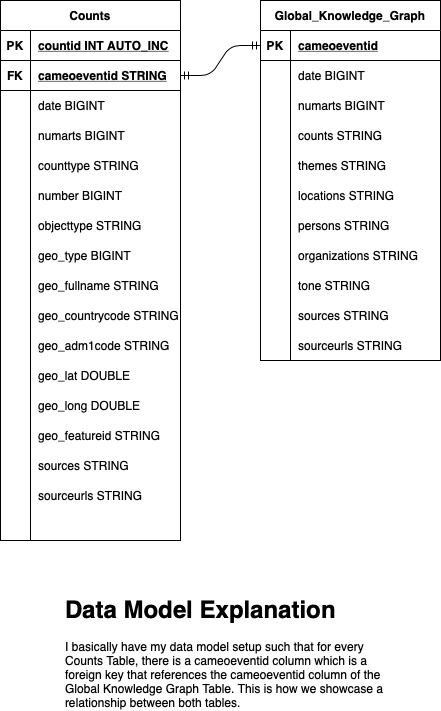 Counts
PK countid INT AUTO_INC
FK cameoeventid STRING
date BIGINT
numarts BIGINT
counttype STRING
number BIGINT
objecttype STRING
geo_type BIGINT
geo_fullname STRING
geo_countrycode STRING
geo_adm1code STRING
geo_lat DOUBLE
geo_long DOUBLE
geo_featureid STRING
sources STRING
sourceurls STRING
Global_Knowledge_Graph
PK cameoeventid
date BIGINT
numarts BIGINT
counts STRING
themes STRING
locations STRING
persons STRING
organizations STRING
tone STRING
sources STRING
sourceurls STRING
Data Model Explanation
I basically have my data model setup such that for every
Counts Table, there is a cameoeventid column which is a
foreign key that references the cameoeventid column of the
Global Knowledge Graph Table. This is how we showcase a
relationship between both tables.